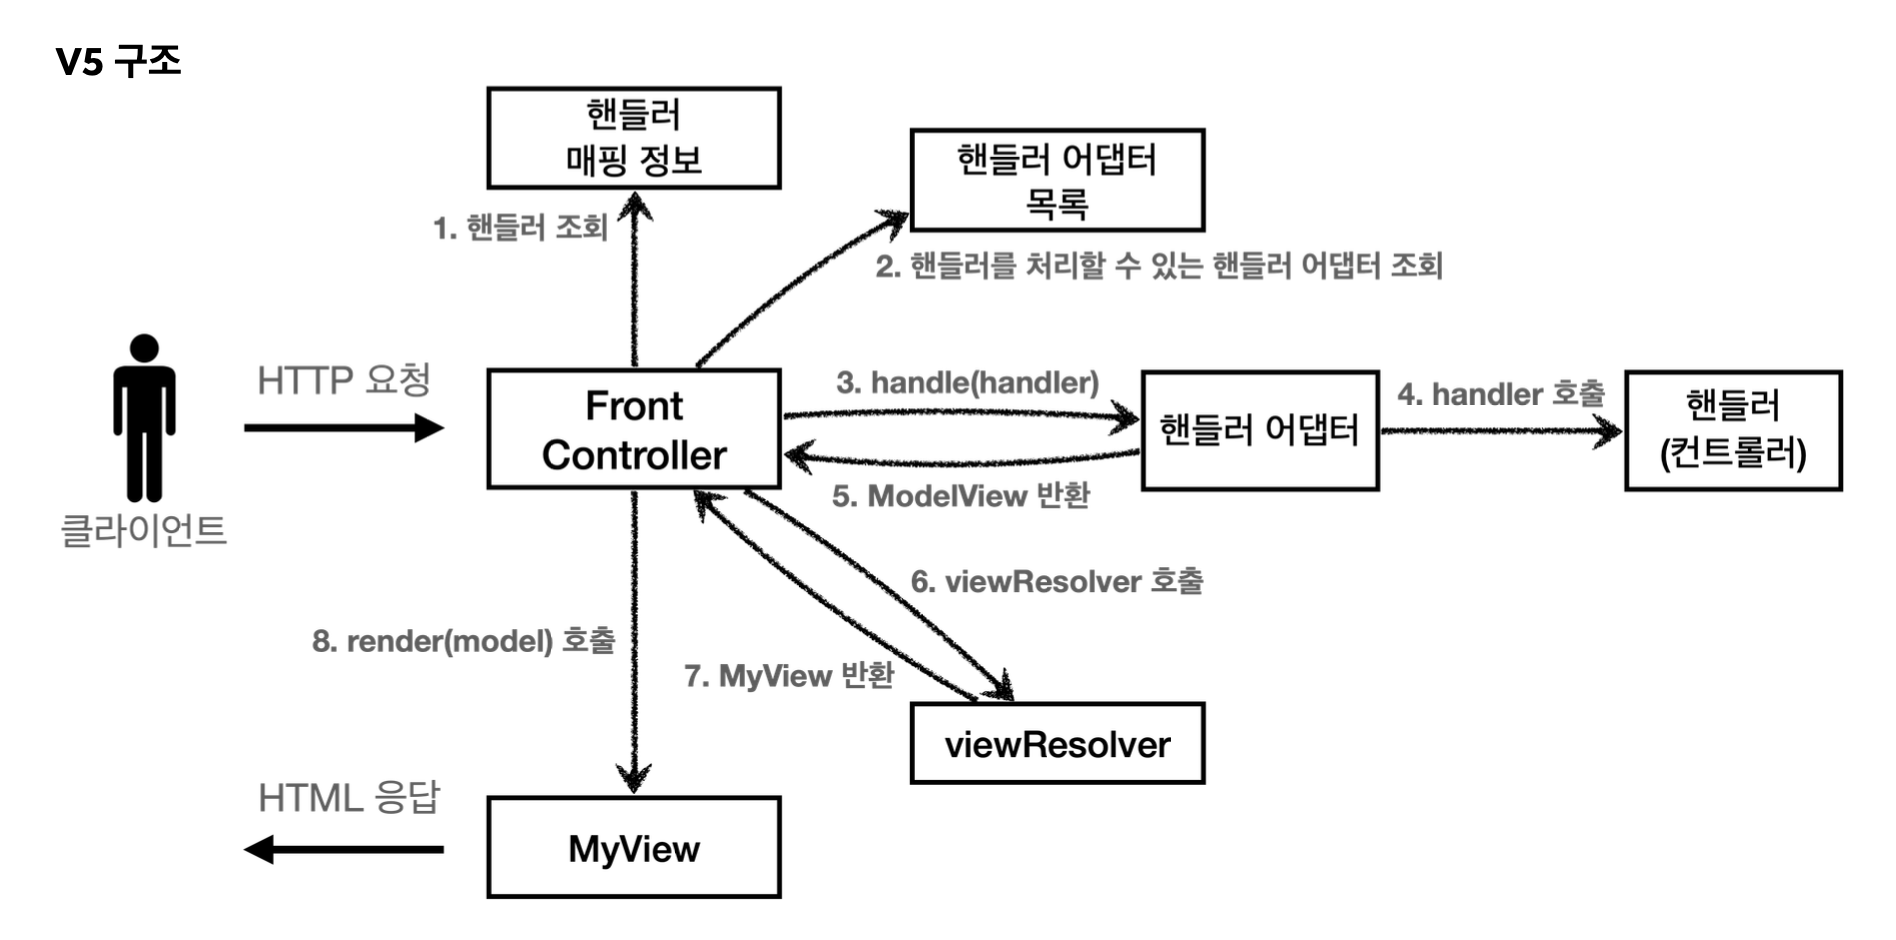 V5 구조
핸들러
매핑 정보
핸들러 어댑터
목록
1. 핸들러 조회
2. 핸들러를 처리할 수 있는 핸들러 어댑터 조회
HTTP 요청
클라이언트
Front
Controller
3. handle(handler)
핸들러 어댑터
4. handler 호출
핸들러
(컨트롤러)
5. ModelView 반환
6. viewResolver 호출
8. render(model) 호출
7. MyView 반환
viewResolver
HTML 응답
MyView